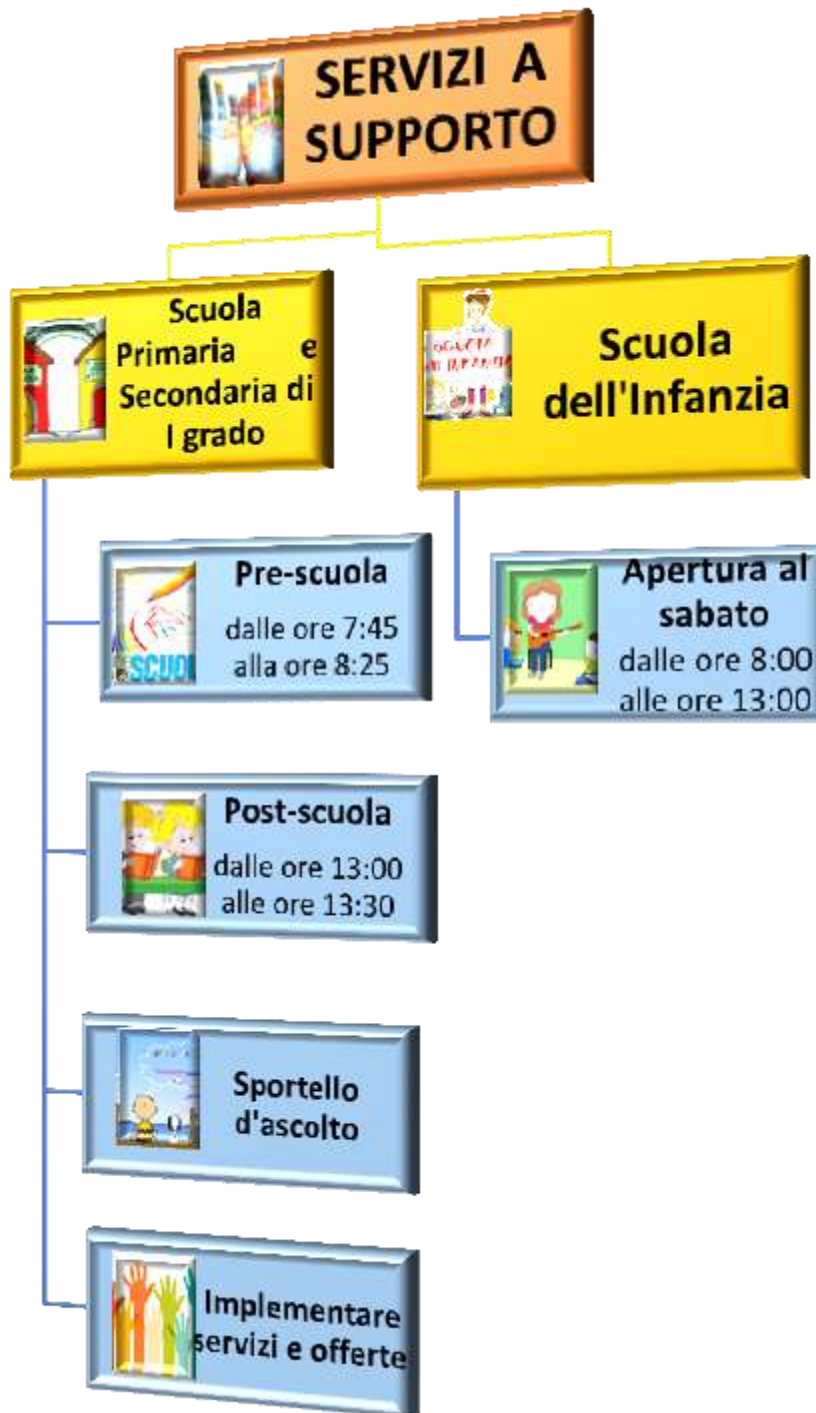 SERVIZI A
SUPPORTO
Scuola
Primaria e
Secondaria di
I grado
SCUOLA
Scuola
dell'Infanzia
Pre-scuola
dalle ore 7:45
alla ore 8:25
SCUOL
Apertura al
sabato
dalle ore 8:00
alle ore 13:00
Post-scuola
dalle ore 13:00
alle ore 13:30
Sportello
d'ascolto
Implementare
servizi e offerte